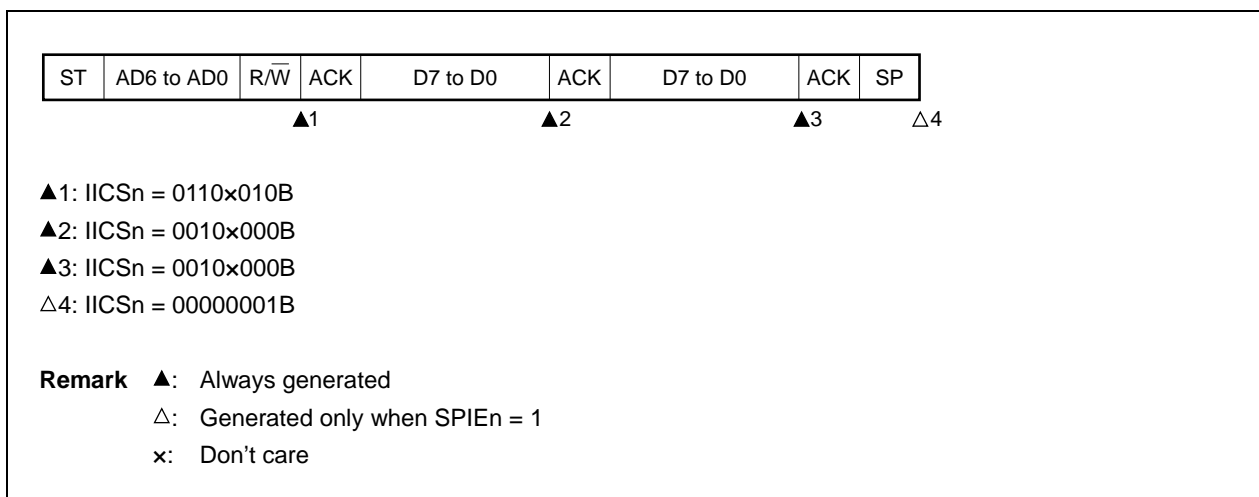 ST AD6 to AD0 R/W̅ ACK D7 to D0 ACK D7 to D0 ACK SP
▲1 ▲2 ▲3 △4
▲1: IICSn = 0110×010B
▲2: IICSn = 0010×000B
▲3: IICSn = 0010×000B
△4: IICSn = 00000001B
Remark ▲: Always generated
△: Generated only when SPIEn = 1
×: Don't care